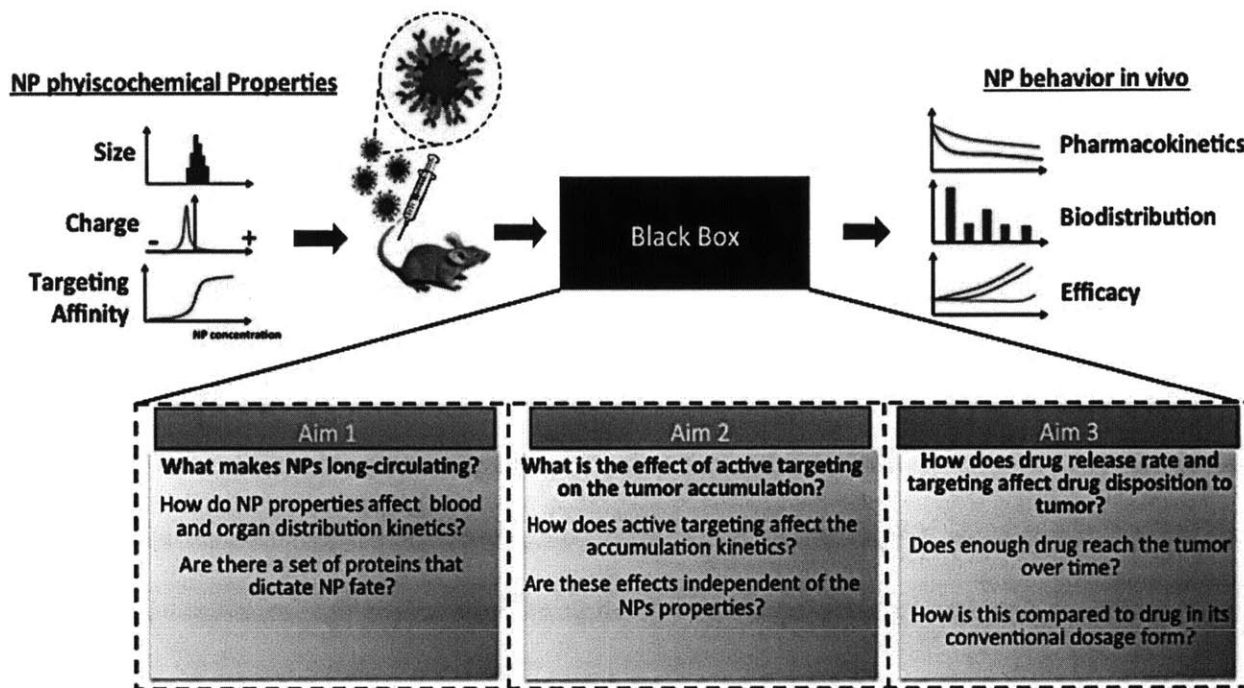 NP phyiscochemical Properties
Size
Charge
-
+
Targeting
Affinity
NP concentration
Black Box
NP behavior in vivo
Pharmacokinetics
Biodistribution
Efficacy
Aim 1
What makes NPs long-circulating?
How do NP properties affect blood
and organ distribution kinetics?
Are there a set of proteins that
dictate NP fate?
Aim 2
What is the effect of active targeting
on the tumor accumulation?
How does active targeting affect the
accumulation kinetics?
Are these effects independent of the
NPs properties?
Aim 3
How does drug release rate and
targeting affect drug disposition to
tumor?
Does enough drug reach the tumor
over time?
How is this compared to drug in its
conventional dosage form?